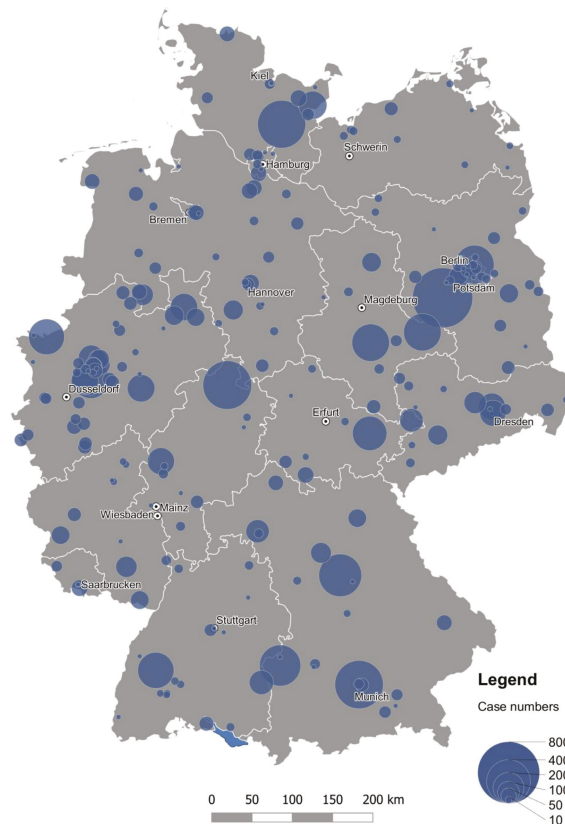 Kiel
Schwerin
Hamburg
Bremen
Berlin
Potsdam
Hannover
Magdeburg
Dusseldorf
Erfurt
Dresden
Mainz
Wiesbaden
Saarbrucken
Stuttgart
Munich
Legend
Case numbers
800
400
200
100
50
10
0 50 100 150 200 km